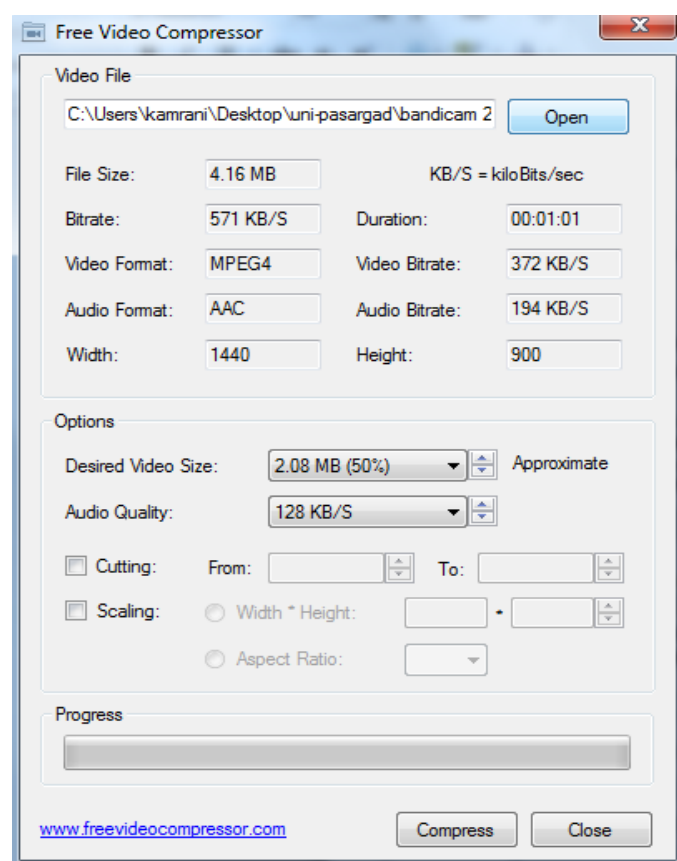 Free Video Compressor
Video File
C:\Users\kamrani\Desktop\uni-pasargad\bandicam 2 Open
File Size: 4.16 MB KB/S = kiloBits/sec
Bitrate: 571 KB/S Duration: 00:01:01
Video Format: MPEG4 Video Bitrate: 372 KB/S
Audio Format: AAC Audio Bitrate: 194 KB/S
Width: 1440 Height: 900
Options
Desired Video Size: 2.08 MB (50%) Approximate
Audio Quality: 128 KB/S
Cutting: From: To:
Scaling: Width * Height: *
Aspect Ratio:
Progress
www.freevideocompressor.com Compress Close